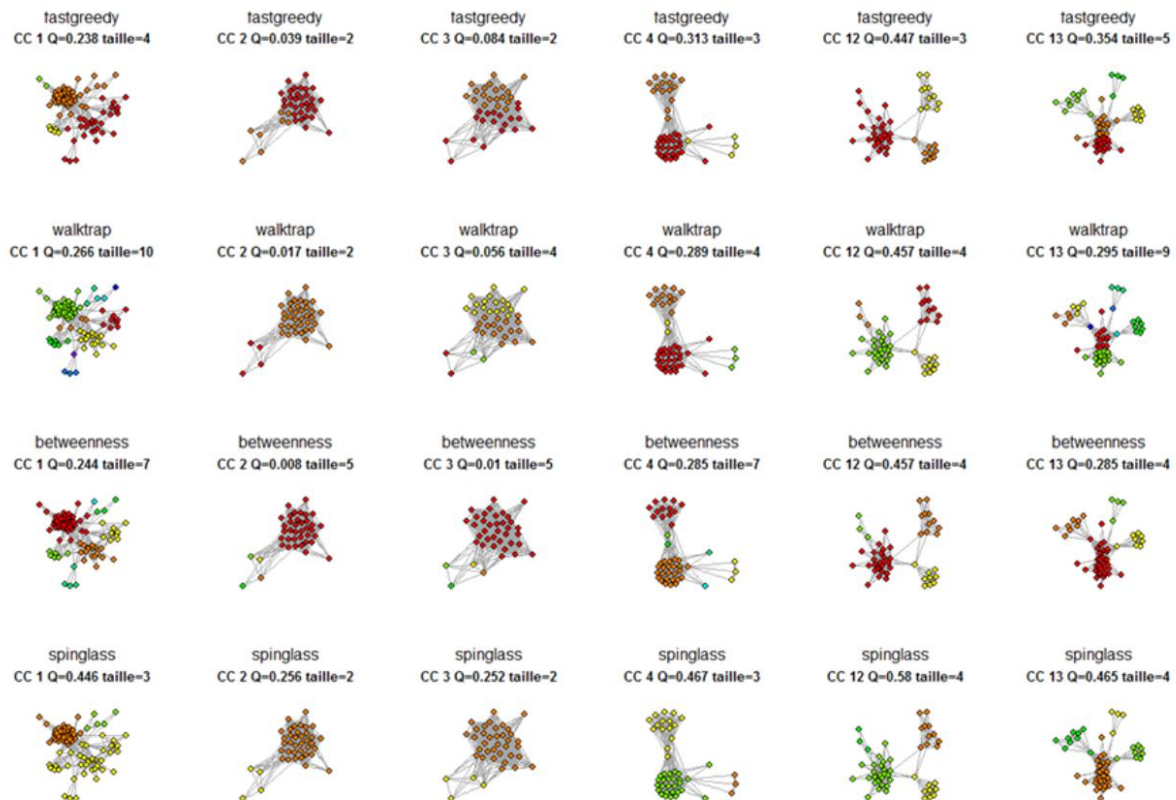 fastgreedy fastgreedy fastgreedy fastgreedy fastgreedy fastgreedy
CC 1 Q=0.238 taille=4 CC 2 Q=0.039 taille=2 CC 3 Q=0.084 taille=2 CC 4 Q=0.313 taille=3 CC 12 Q=0.447 taille=3 CC 13 Q=0.354 taille=5
walktrap walktrap walktrap walktrap walktrap walktrap
CC 1 Q=0.266 taille=10 CC 2 Q=0.017 taille=2 CC 3 Q=0.056 taille=4 CC 4 Q=0.289 taille=4 CC 12 Q=0.457 taille=4 CC 13 Q=0.295 taille=9
betweenness betweenness betweenness betweenness betweenness betweenness
CC 1 Q=0.244 taille=7 CC 2 Q=0.008 taille=5 CC 3 Q=0.01 taille=5 CC 4 Q=0.285 taille=7 CC 12 Q=0.457 taille=4 CC 13 Q=0.285 taille=4
spinglass spinglass spinglass spinglass spinglass spinglass
CC 1 Q=0.446 taille=3 CC 2 Q=0.256 taille=2 CC 3 Q=0.252 taille=2 CC 4 Q=0.467 taille=3 CC 12 Q=0.58 taille=4 CC 13 Q=0.465 taille=4